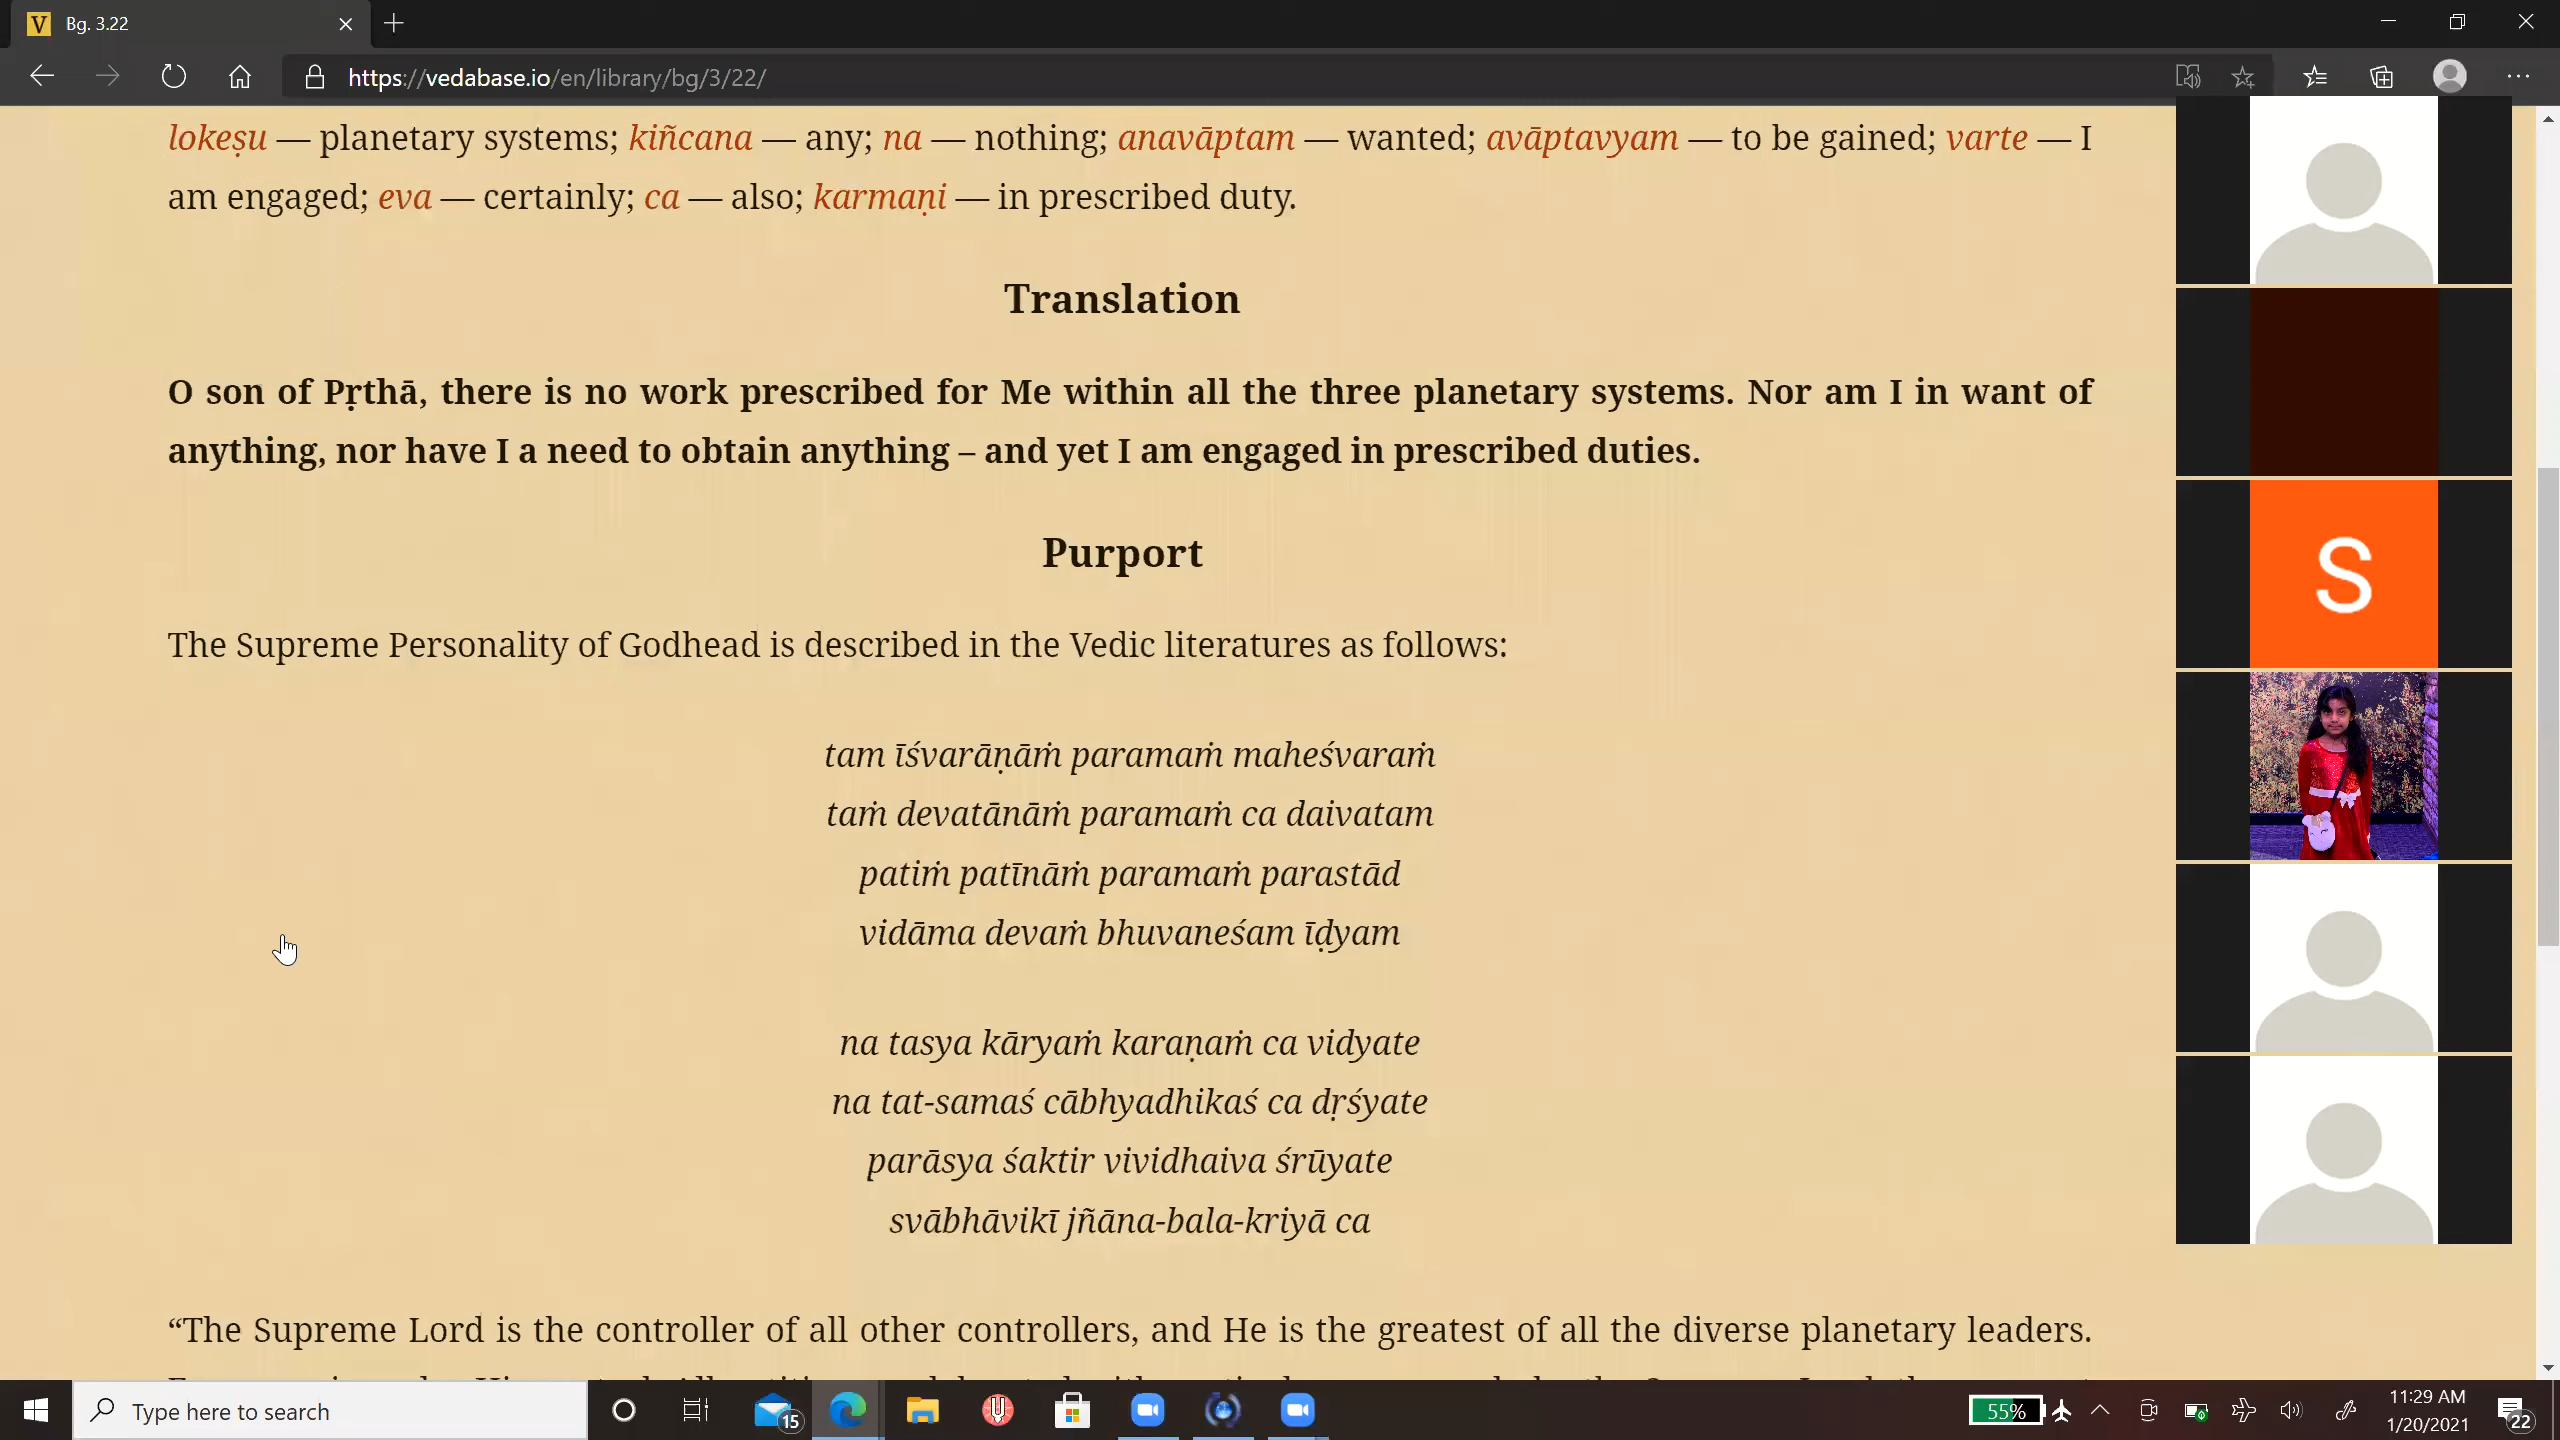 Bg. 3.22
https://vedabase.io/en/library/bg/3/22/
lokeṣu — planetary systems; kiñcana — any; na — nothing; anavāptam — wanted; avāptavyam — to be gained; varte — I
am engaged; eva — certainly; ca — also; karmaṇi — in prescribed duty.
Translation
O son of Pṛthā, there is no work prescribed for Me within all the three planetary systems. Nor am I in want of
anything, nor have I a need to obtain anything – and yet I am engaged in prescribed duties.
Purport
The Supreme Personality of Godhead is described in the Vedic literatures as follows:
tam īśvarāṇāṁ paramaṁ maheśvaraṁ
taṁ devatānāṁ paramaṁ ca daivatam
patiṁ patīnāṁ paramaṁ parastād
vidāma devaṁ bhuvaneśam īḍyam
na tasya kāryaṁ karaṇaṁ ca vidyate
na tat-samaś cābhyadhikaś ca dṛśyate
parāsya śaktir vividhaiva śrūyate
svābhāvikī jñāna-bala-kriyā ca
“The Supreme Lord is the controller of all other controllers, and He is the greatest of all the diverse planetary leaders.
S
Type here to search
15
55%
11:29 AM
1/20/2021
22